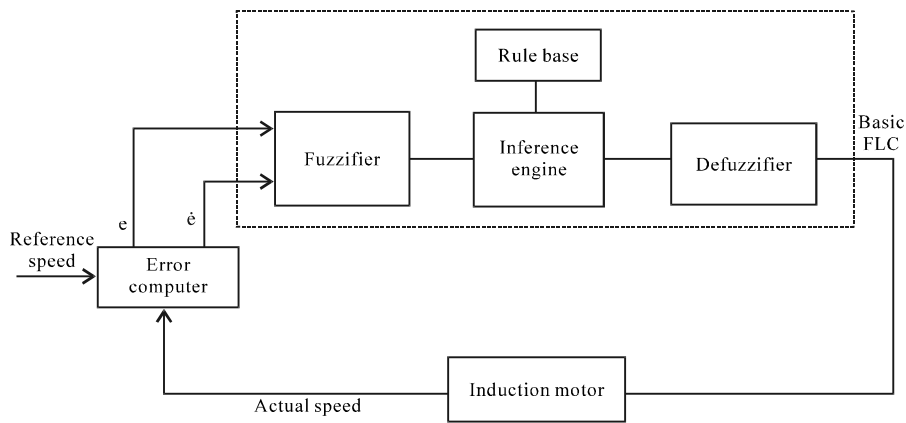 Rule base
Basic
FLC
Fuzzifier
Inference
engine
Defuzzifier
e
ė
Reference
speed
Error
computer
Induction motor
Actual speed